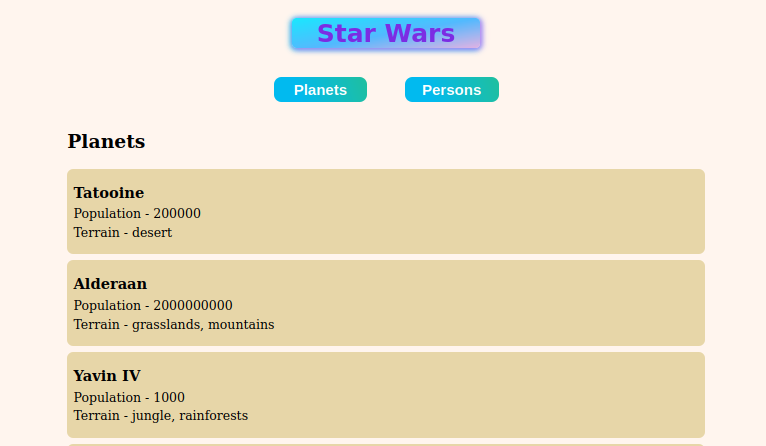 Star Wars
Planets Persons
Planets
Tatooine
Population - 200000
Terrain - desert
Alderaan
Population - 2000000000
Terrain - grasslands, mountains
Yavin IV
Population - 1000
Terrain - jungle, rainforests